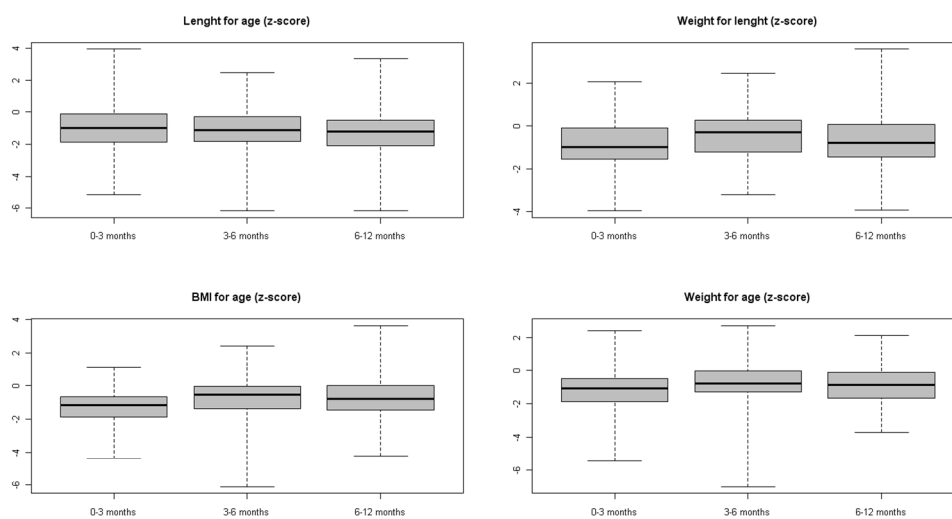 Lenght for age (z-score)
4
2
0
-2
-4
-6
0-3 months 3-6 months 6-12 months
Weight for lenght (z-score)
2
0
-2
-4
0-3 months 3-6 months 6-12 months
BMI for age (z-score)
4
2
0
-2
-4
-6
0-3 months 3-6 months 6-12 months
Weight for age (z-score)
2
0
-2
-4
-6
0-3 months 3-6 months 6-12 months